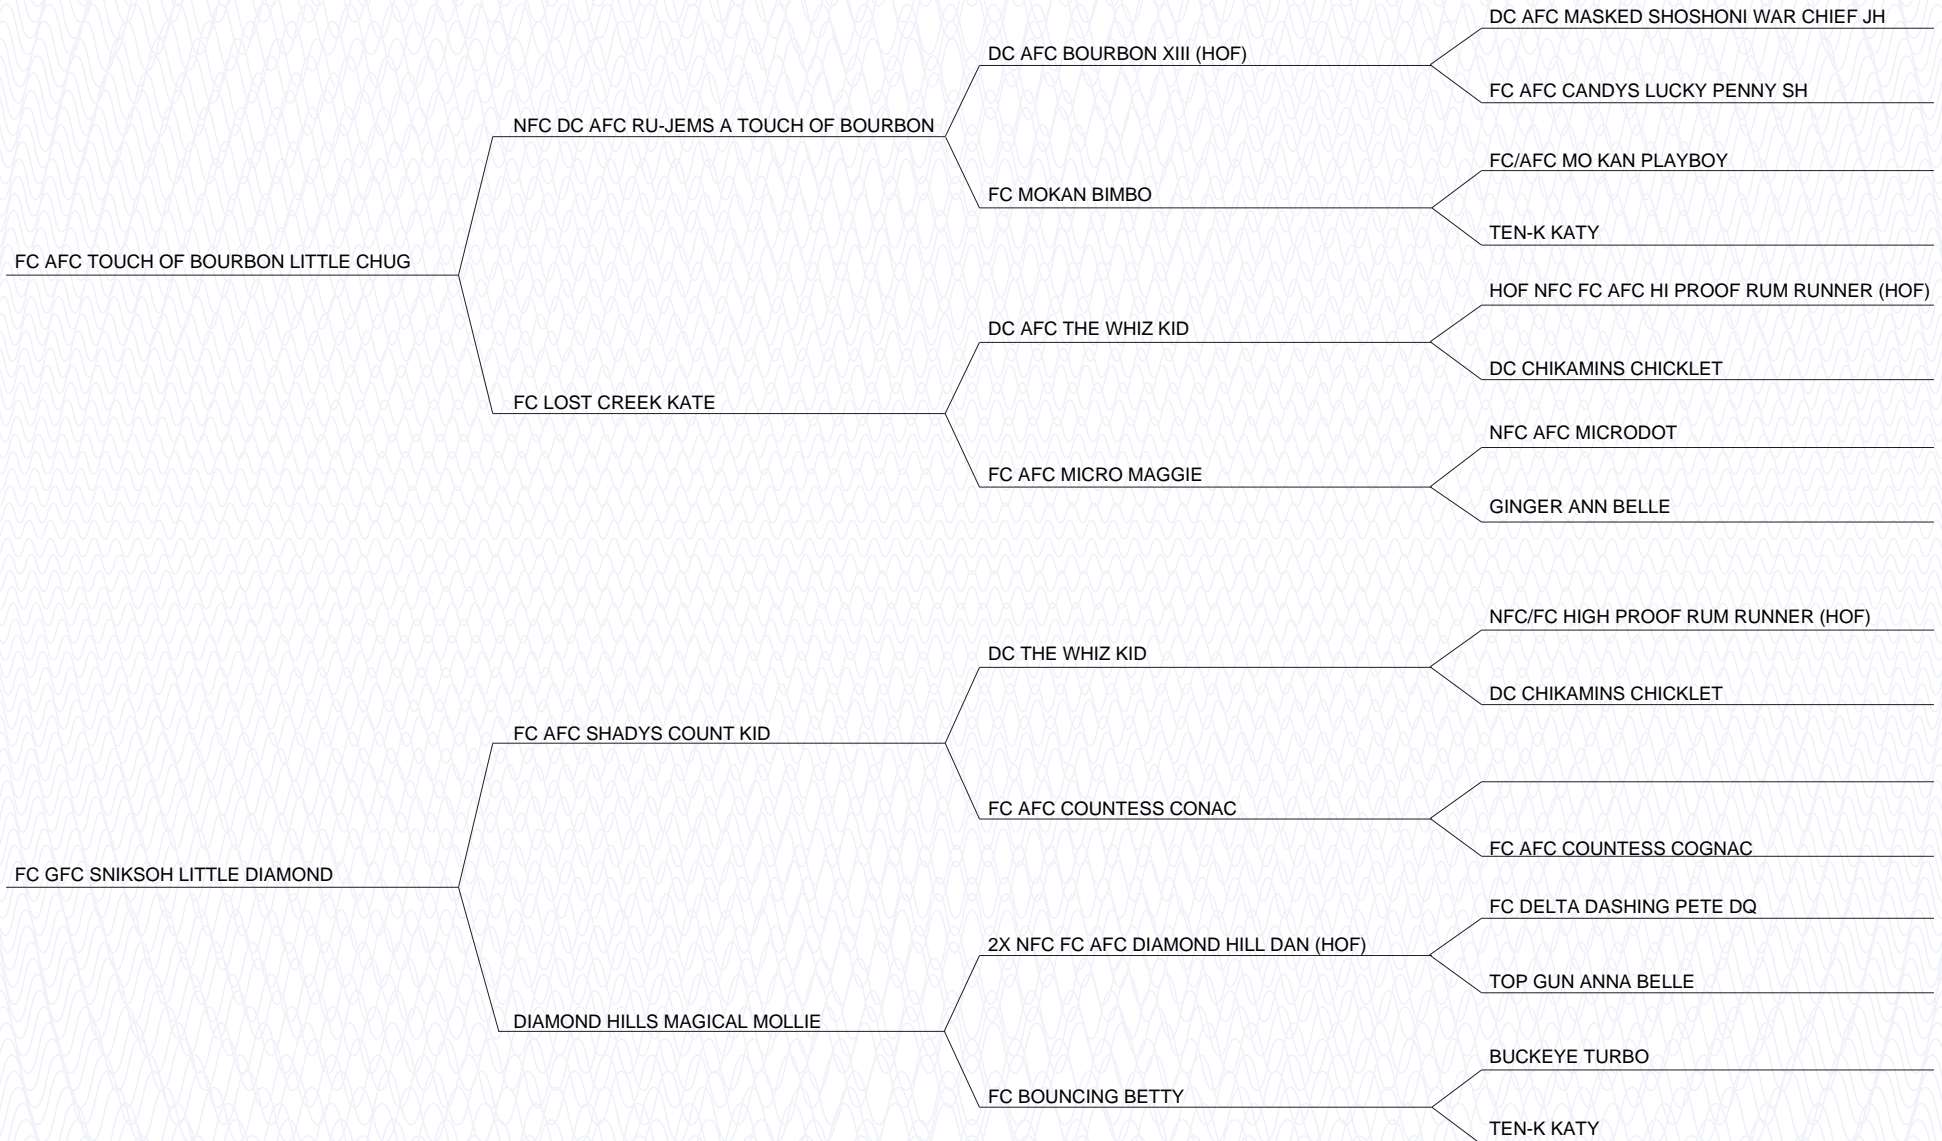 DC AFC MASKED SHOSHONI WAR CHIEF JH
DC AFC BOURBON XIII (HOF)
FC AFC CANDYS LUCKY PENNY SH
NFC DC AFC RU-JEMS A TOUCH OF BOURBON
FC/AFC MO KAN PLAYBOY
FC MOKAN BIMBO
TEN-K KATY
FC AFC TOUCH OF BOURBON LITTLE CHUG
HOF NFC FC AFC HI PROOF RUM RUNNER (HOF)
DC AFC THE WHIZ KID
DC CHIKAMINS CHICKLET
FC LOST CREEK KATE
NFC AFC MICRODOT
FC AFC MICRO MAGGIE
GINGER ANN BELLE
NFC/FC HIGH PROOF RUM RUNNER (HOF)
DC THE WHIZ KID
DC CHIKAMINS CHICKLET
FC AFC SHADYS COUNT KID
FC AFC COUNTESS CONAC
FC AFC COUNTESS COGNAC
FC GFC SNIKSOH LITTLE DIAMOND
FC DELTA DASHING PETE DQ
2X NFC FC AFC DIAMOND HILL DAN (HOF)
TOP GUN ANNA BELLE
DIAMOND HILLS MAGICAL MOLLIE
BUCKEYE TURBO
FC BOUNCING BETTY
TEN-K KATY